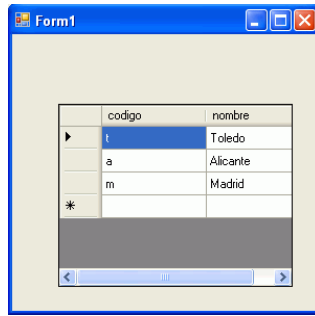 Form1
codigo nombre
t Toledo
a Alicante
m Madrid